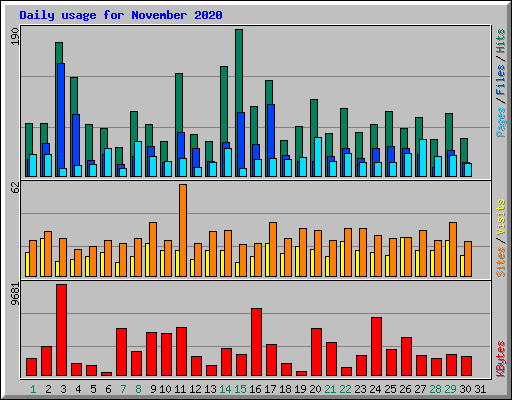 Daily usage for November 2020
190
Pages / Files / Hits
62
Sites / Visits
9681
KBytes
1 2 3 4 5 6 7 8 9 10 11 12 13 14 15 16 17 18 19 20 21 22 23 24 25 26 27 28 29 30 31